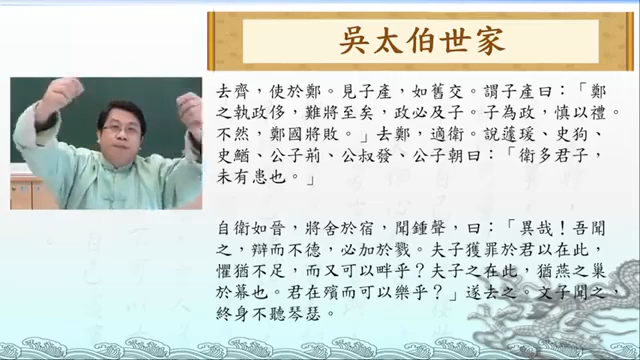 吳太伯世家
去齊，使於鄭。見子產，如舊交。謂子產曰：「鄭
之執政侈，難將至矣，政必及子。子為政，慎以禮。
不然，鄭國將敗。」去鄭，適衛。說蘧瑗、史狗、
史鰌、公子荊、公叔發、公子朝曰：「衛多君子，
未有患也。」
自衛如晉，將舍於宿，聞鍾聲，曰：「異哉！吾聞
之，辯而不德，必加於戮。夫子獲罪於君以在此，
懼猶不足，而又可以畔乎？夫子之在此，猶燕之巢
於幕也。君在殯而可以樂乎？」遂去之。文子聞之，
終身不聽琴瑟。